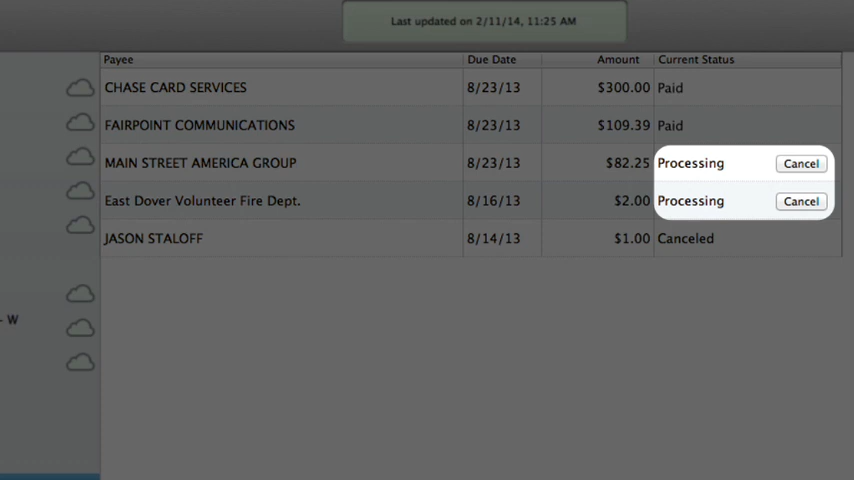 Last updated on 2/11/14, 11:25 AM
Payee Due Date Amount Current Status
CHASE CARD SERVICES 8/23/13 $300.00 Paid
FAIRPOINT COMMUNICATIONS 8/23/13 $109.39 Paid
MAIN STREET AMERICA GROUP 8/23/13 $82.25 Processing Cancel
East Dover Volunteer Fire Dept. 8/16/13 $2.00 Processing Cancel
JASON STALOFF 8/14/13 $1.00 Canceled
- W